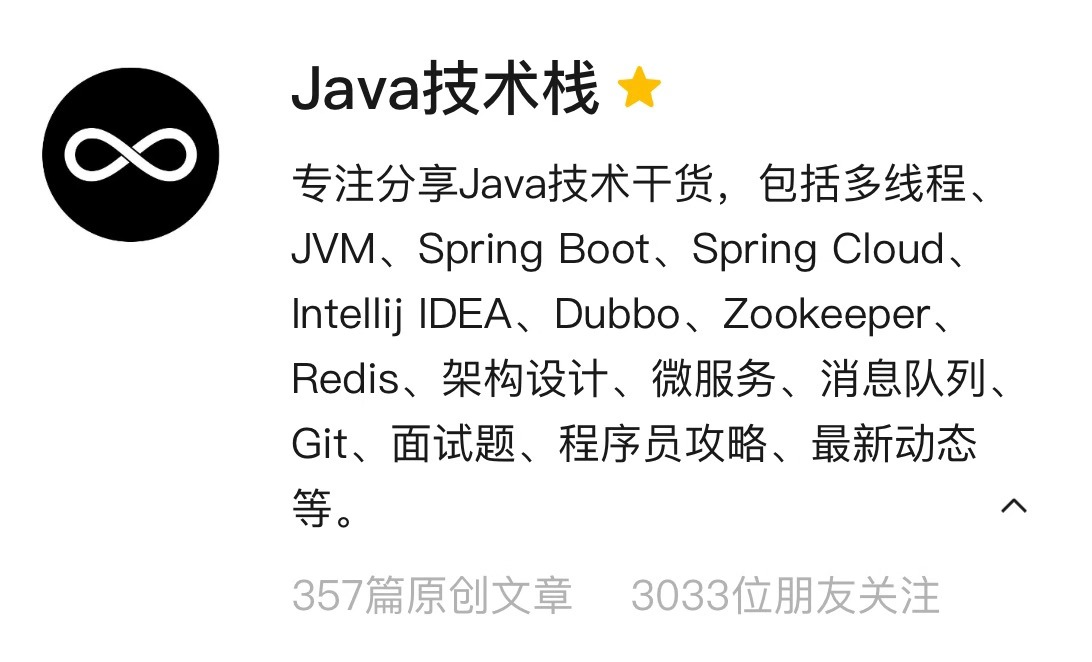 Java技术栈
专注分享Java技术干货，包括多线程、
JVM、Spring Boot、Spring Cloud、
Intellij IDEA、Dubbo、Zookeeper、
Redis、架构设计、微服务、消息队列、
Git、面试题、程序员攻略、最新动态
等。
357篇原创文章 3033位朋友关注